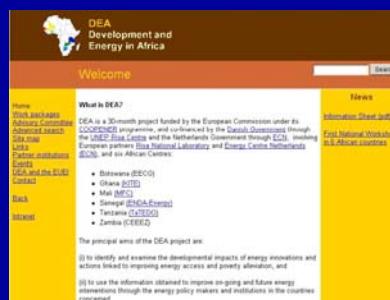 DEA
Development and
Energy in Africa
Welcome
Search
Home
Work packages
Advisory Committee
Advanced search
Site map
Links
Partner institutions
Events
DEA and the EUEI
Contact
Back
Intranet
What is DEA?
DEA is a 30-month project funded by the European Commission under its
COOPENER programme, and co-financed by the Danish Government through
the UNEP Risø Centre and the Netherlands Government through ECN, involving
European partners Risø National Laboratory and Energy Centre Netherlands
(ECN), and six African Centres:
Botswana (EECG)
Ghana (KITE)
Mali (MFC)
Senegal (ENDA-Energy)
Tanzania (TaTEDO)
Zambia (CEEEZ)
The principal aims of the DEA project are:
(i) to identify and examine the developmental impacts of energy innovations and
actions linked to improving energy access and poverty alleviation, and
(ii) to use the information obtained to improve on-going and future energy
interventions through the energy policy makers and institutions in the countries
concerned
News
Information Sheet (pdf)
First National Worksho
in 6 African countries